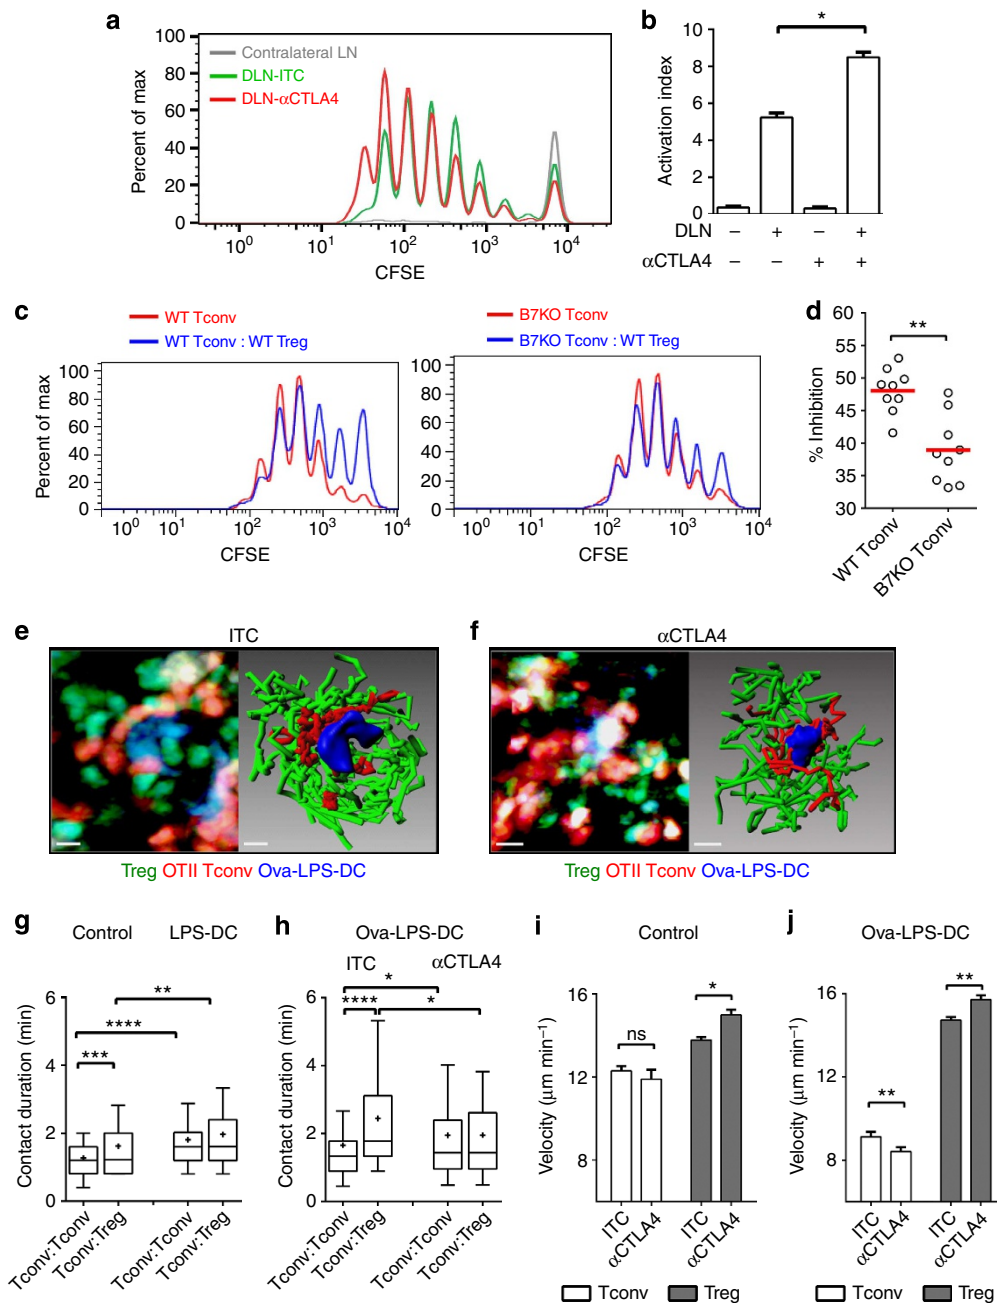 a
Contralateral LN
DLN-ITC
DLN-αCTLA4
Percent of max
100
80
60
40
20
0
10⁰ 10¹ 10² 10³ 10⁴
CFSE
b
*
Activation index
10
8
6
4
2
0
DLN – + – +
αCTLA4 – – + +
c
WT Tconv
WT Tconv : WT Treg
Percent of max
100
80
60
40
20
0
10⁰ 10¹ 10² 10³ 10⁴
CFSE
B7KO Tconv
B7KO Tconv : WT Treg
100
80
60
40
20
0
10⁰ 10¹ 10² 10³ 10⁴
CFSE
d
**
% Inhibition
60
55
50
45
40
35
30
WT Tconv
B7KO Tconv
e
ITC
Treg OTII Tconv Ova-LPS-DC
f
αCTLA4
Treg OTII Tconv Ova-LPS-DC
g
Control LPS-DC
**
****
***
Contact duration (min)
6
4
2
0
Tconv:Tconv
Tconv:Treg
Tconv:Tconv
Tconv:Treg
h
Ova-LPS-DC
ITC αCTLA4
*
**** *
Contact duration (min)
6
4
2
0
Tconv:Tconv
Tconv:Treg
Tconv:Tconv
Tconv:Treg
i
Control
*
ns
Velocity (μm min⁻¹)
16
12
8
ITC
αCTLA4
ITC
αCTLA4
Tconv Treg
j
Ova-LPS-DC
**
**
Velocity (μm min⁻¹)
16
12
8
ITC
αCTLA4
ITC
αCTLA4
Tconv Treg